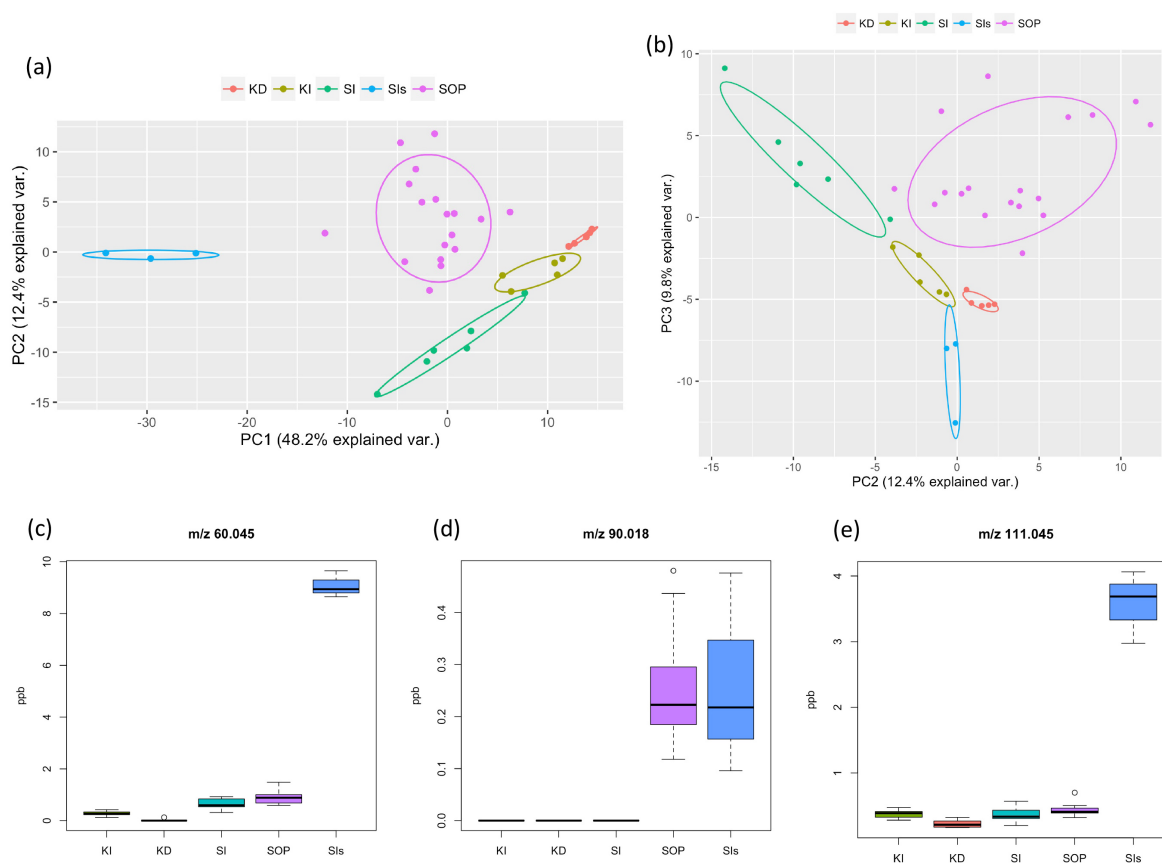 (a)
KD KI SI SIs SOP
10
5
0
-5
-10
-15
PC2 (12.4% explained var.)
-30 -20 -10 0 10
PC1 (48.2% explained var.)
(b)
KD KI SI SIs SOP
10
5
0
-5
-10
PC3 (9.8% explained var.)
-15 -10 -5 0 5 10
PC2 (12.4% explained var.)
(c)
m/z 60.045
10
8
6
4
2
0
ppb
KI KD SI SOP SIs
(d)
m/z 90.018
0.4
0.3
0.2
0.1
0.0
ppb
KI KD SI SOP SIs
(e)
m/z 111.045
4
3
2
1
ppb
KI KD SI SOP SIs